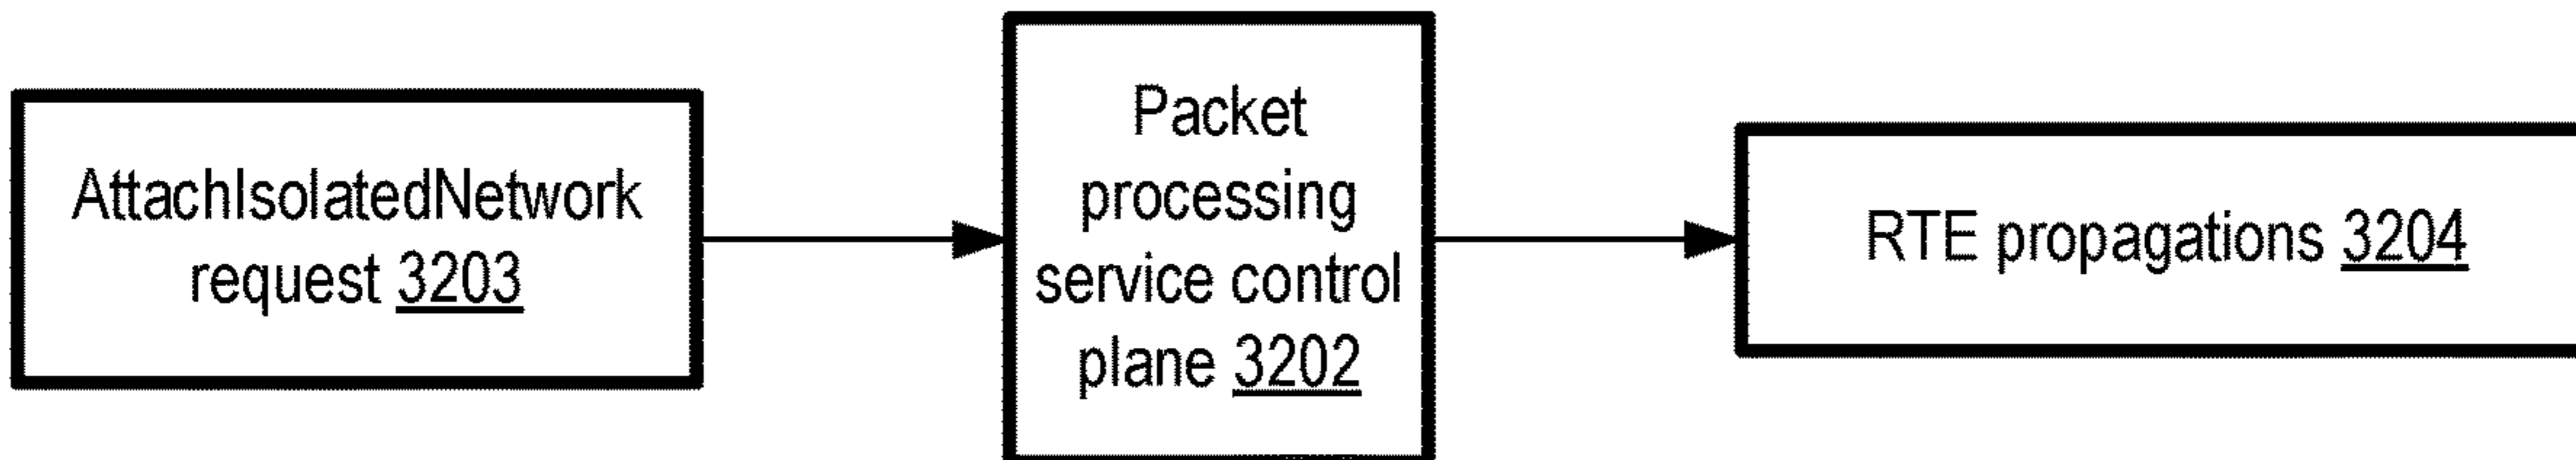 AttachIsolatedNetwork
request 3203
Packet
processing
service control
plane 3202
RTE propagations 3204